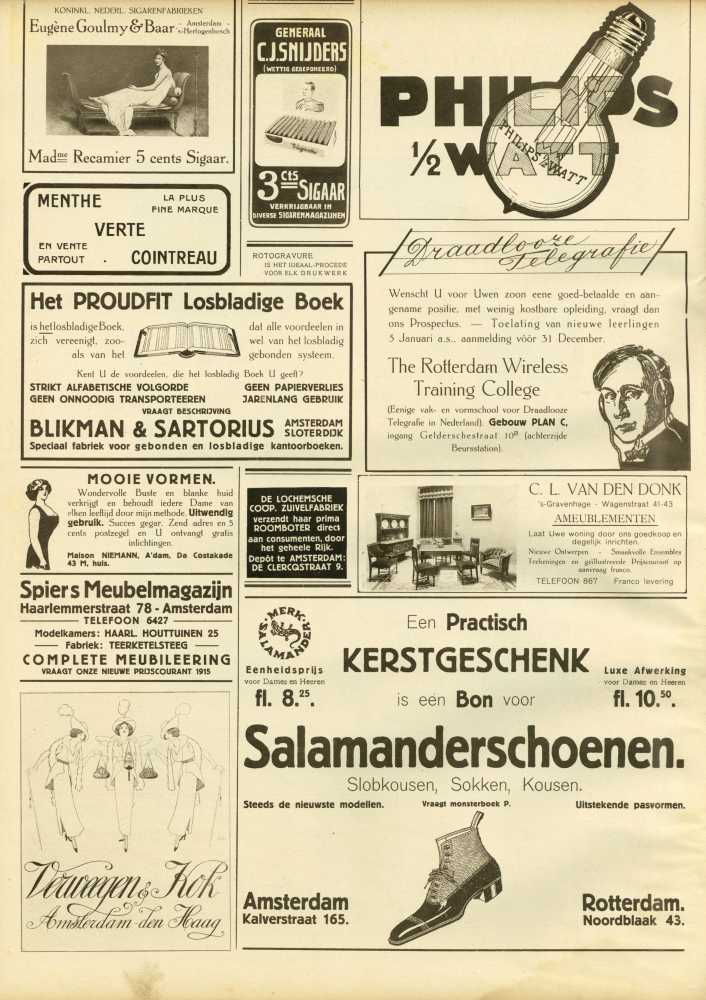 KONINKL. NEDERL. SIGARENFABRIEKEN
Eugène Goulmy & Baar - Amsterdam - 's-Hertogenbosch
Mad me Recamier 5 cents Sigaar.
GENERAAL
C.J. SNIJDERS
(WETTIG GEDEPONEERD)
3 cts SIGAAR
VERKRIJGBAAR IN
DIVERSE SIGARENMAGAZIJNEN
PHILIPS
½ WATT
PHILIPS ½ WATT
MENTHE
LA PLUS
FINE MARQUE
VERTE
EN VENTE
PARTOUT . COINTREAU
ROTOGRAVURE
IS HET IDEAAL-PROCEDE
VOOR ELK DRUKWERK
Het PROUDFIT Losbladige Boek
is het losbladige Boek, dat alle voordeelen in
zich vereenigt, zoo- wel van het losbladig
als van het gebonden systeem.
Kent U de voordeelen, die het losbladig Boek U geeft?
STRIKT ALFABETISCHE VOLGORDE GEEN PAPIERVERLIES
GEEN ONNOODIG TRANSPORTEEREN JARENLANG GEBRUIK
VRAAGT BESCHRIJVING
BLIKMAN & SARTORIUS AMSTERDAM SLOTERDIJK
Speciaal fabriek voor gebonden en losbladige kantoorboeken.
Draadlooze
Telegrafie
Wenscht U voor Uwen zoon eene goed-betaalde en aan-
gename positie, met weinig kostbare opleiding, vraagt dan
ons Prospectus. — Toelating van nieuwe leerlingen
5 Januari a.s., aanmelding vóór 31 December.
The Rotterdam Wireless
Training College
(Eenige vak- en vormschool voor Draadlooze
Telegrafie in Nederland). Gebouw PLAN C,
ingang Gelderschestraat 10 B (achterzijde
Beursstation).
MOOIE VORMEN.
Wondervolle Buste en blanke huid
verkrijgt en behoudt iedere Dame van
elken leeftijd door mijn methode. Uitwendig
gebruik. Succes gegar. Zend adres en 5
cents postzegel en U ontvangt gratis
inlichtingen.
Maison NIEMANN, A'dam, Da Costakade
43 M, huis.
DE LOCHEMSCHE
COÖP. ZUIVELFABRIEK
verzendt haar prima
ROOMBOTER direct
aan consumenten, door
het geheele Rijk.
Depôt te AMSTERDAM:
DE CLERCQSTRAAT 9.
C. L. VAN DEN DONK
's-Gravenhage - Wagenstraat 41-43
AMEUBLEMENTEN
Laat Uwe woning door ons goedkoop en
degelijk inrichten.
Nieuwe Ontwerpen - Smaakvolle Ensembles
Teekeningen en geïllustreerde Prijscourant op
aanvraag franco.
TELEFOON 867 Franco levering
Spiers Meubelmagazijn
Haarlemmerstraat 78 - Amsterdam
TELEFOON 6427
Modelkamers: HAARL. HOUTTUINEN 25
Fabriek: TEERKETELSTEEG
COMPLETE MEUBILEERING
VRAAGT ONZE NIEUWE PRIJSCOURANT 1915
Verwegen & Kok
Amsterdam-den Haag
MERK-
SALAMANDER
Een Practisch
KERSTGESCHENK
Eenheidsprijs
voor Dames en Heeren
fl. 8.25.
is een Bon voor
Luxe Afwerking
voor Dames en Heeren
fl. 10.50.
Salamanderschoenen.
Slobkousen, Sokken, Kousen.
Steeds de nieuwste modellen. Vraagt monsterboek P. Uitstekende pasvormen.
Amsterdam
Kalverstraat 165.
Rotterdam.
Noordblaak 43.